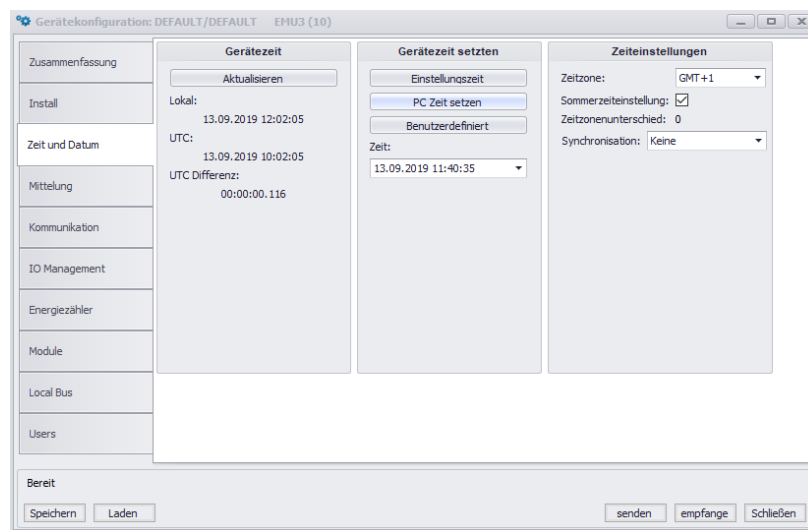 Gerätekonfiguration: DEFAULT/DEFAULT EMU3 (10)
Zusammenfassung
Install
Zeit und Datum
Mittelung
Kommunikation
IO Management
Energiezähler
Module
Local Bus
Users
Gerätezeit
Aktualisieren
Lokal:
13.09.2019 12:02:05
UTC:
13.09.2019 10:02:05
UTC Differenz:
00:00:00.116
Gerätezeit setzten
Einstellungszeit
PC Zeit setzen
Benutzerdefiniert
Zeit:
13.09.2019 11:40:35
Zeiteinstellungen
Zeitzone: GMT+1
Sommerzeiteinstellung:
Zeitzonenunterschied: 0
Synchronisation: Keine
Bereit
Speichern Laden senden empfange Schließen